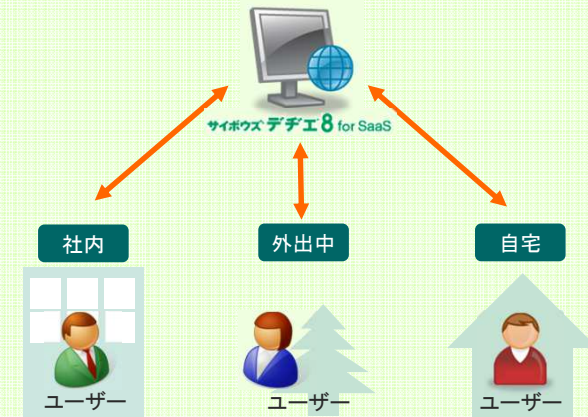 サイボウズ デヂエ8 for SaaS
社内
外出中
自宅
ユーザー
ユーザー
ユーザー